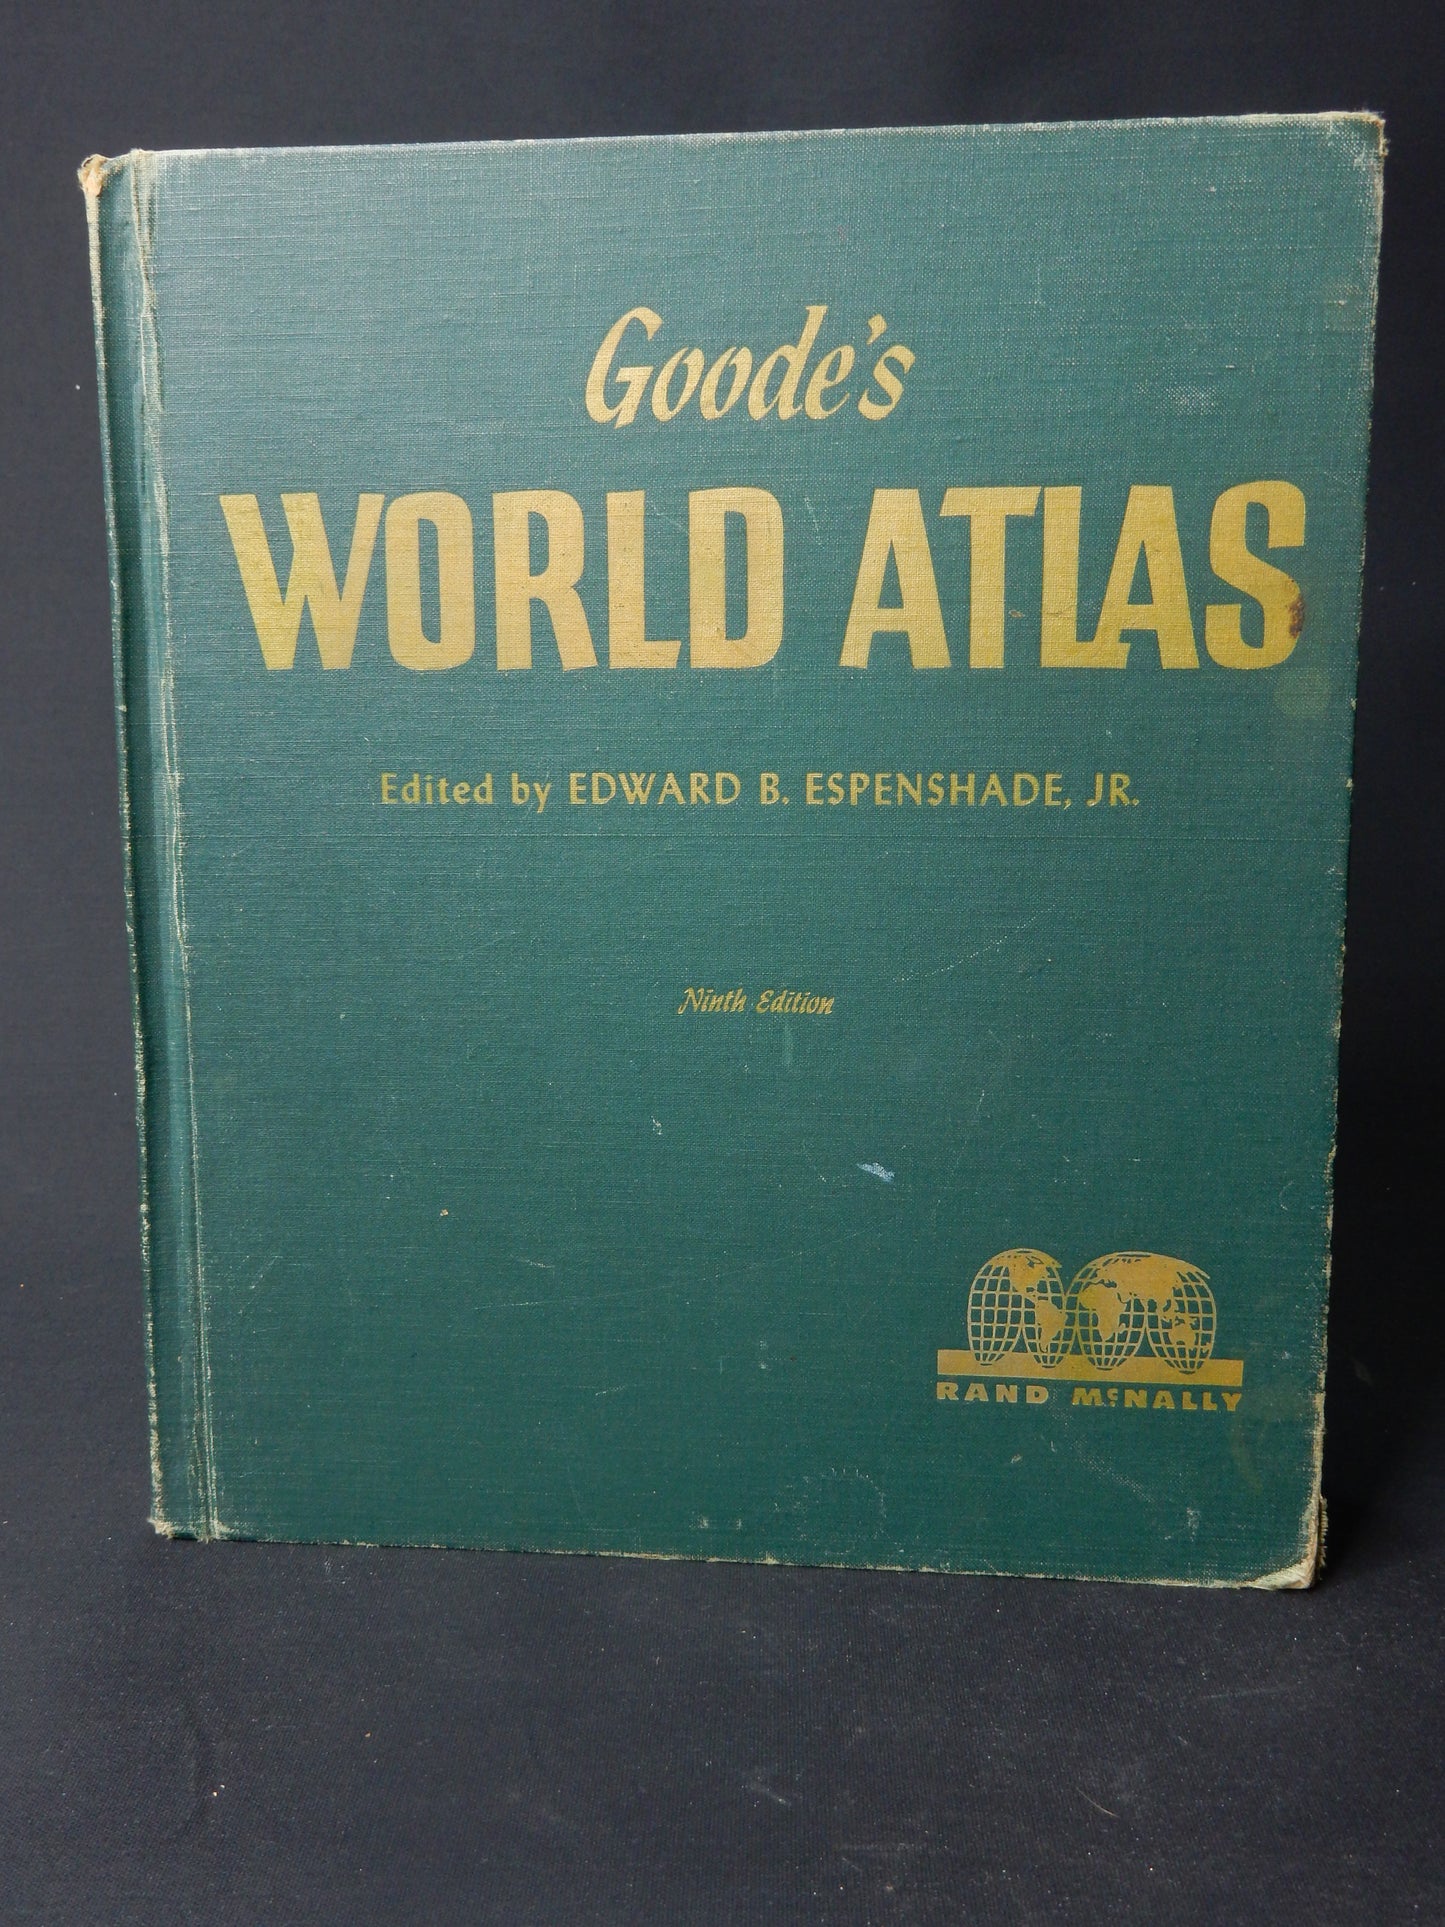 Goode's
WORLD ATLAS
Edited by EDWARD B. ESPENSHADE, JR.
Ninth Edition
RAND McNALLY